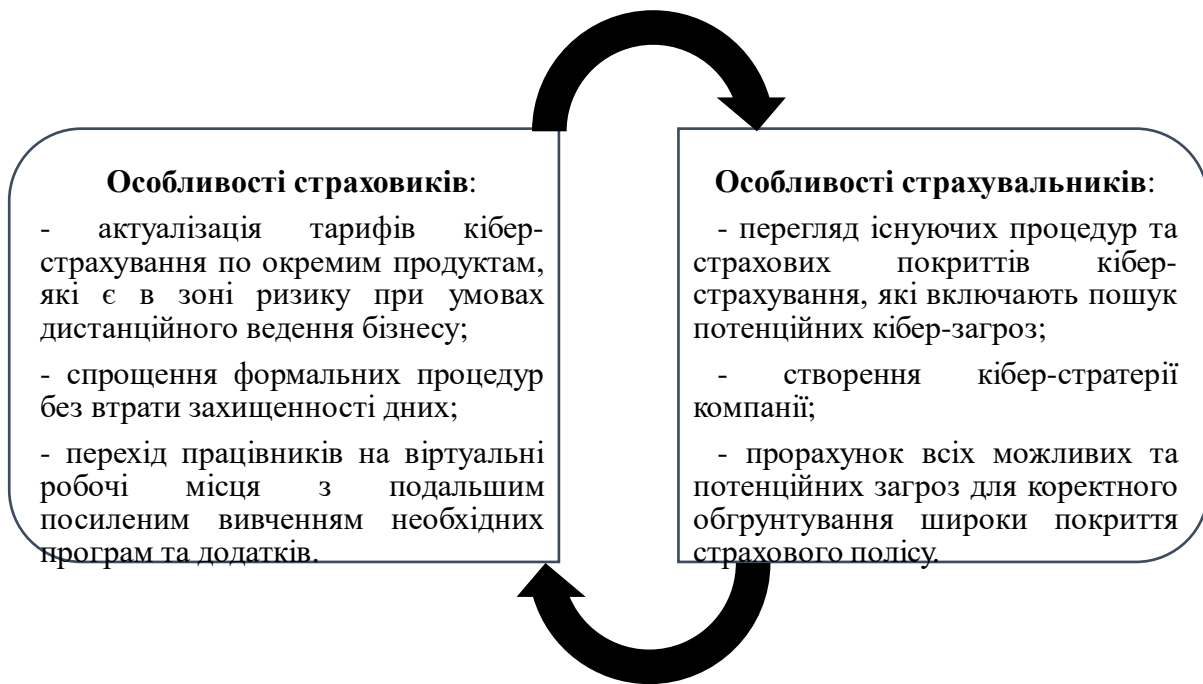 Особливості страховиків:
- актуалізація тарифів кібер-
страхування по окремим продуктам,
які є в зоні ризику при умовах
дистанційного ведення бізнесу;
- спрощення формальних процедур
без втрати захищенності дних;
- перехід працівників на віртуальні
робочі місця з подальшим
посиленим вивченням необхідних
програм та додатків.
Особливості страхувальників:
- перегляд існуючих процедур та
страхових покриттів кібер-
страхування, які включають пошук
потенційних кібер-загроз;
- створення кібер-стратерії
компанії;
- прорахунок всіх можливих та
потенційних загроз для коректного
обгрунтування широки покриття
страхового полісу.